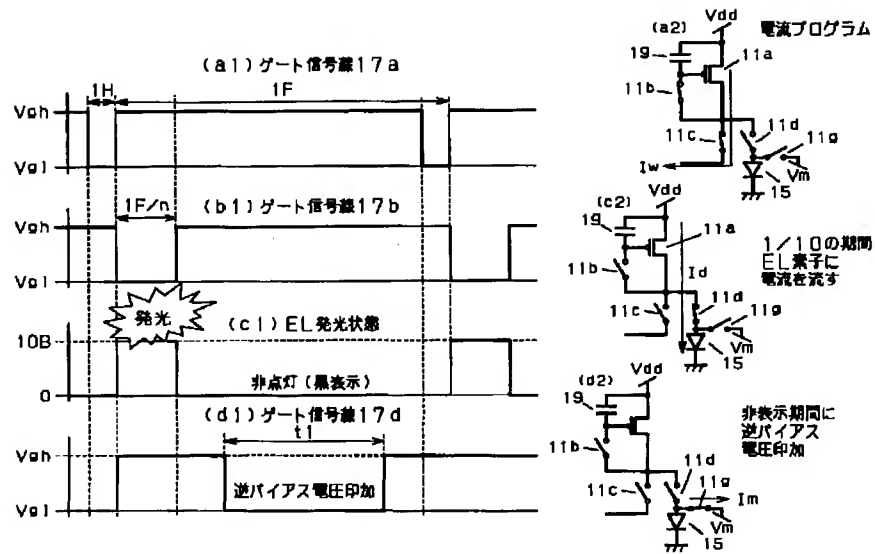 (a1)ゲート信号線17a
1H
1F
Vgh
Vgl
1F/n
(b1)ゲート信号線17b
Vgh
Vgl
発光
(c1)EL発光状態
10B
0
非点灯(黒表示)
(d1)ゲート信号線17d
t1
Vgh
Vgl
逆バイアス電圧印加
(a2)
Vdd
電流プログラム
19
11a
11b
11c
11d
11g
Iw
Vm
15
(c2)
Vdd
19
11a
1/10の期間
EL素子に
電流を流す
11b
Id
11c
11d
11g
Vm
15
(d2)
Vdd
19
非表示期間に
逆バイアス
電圧印加
11b
11d
11c
11g
Im
Vm
15